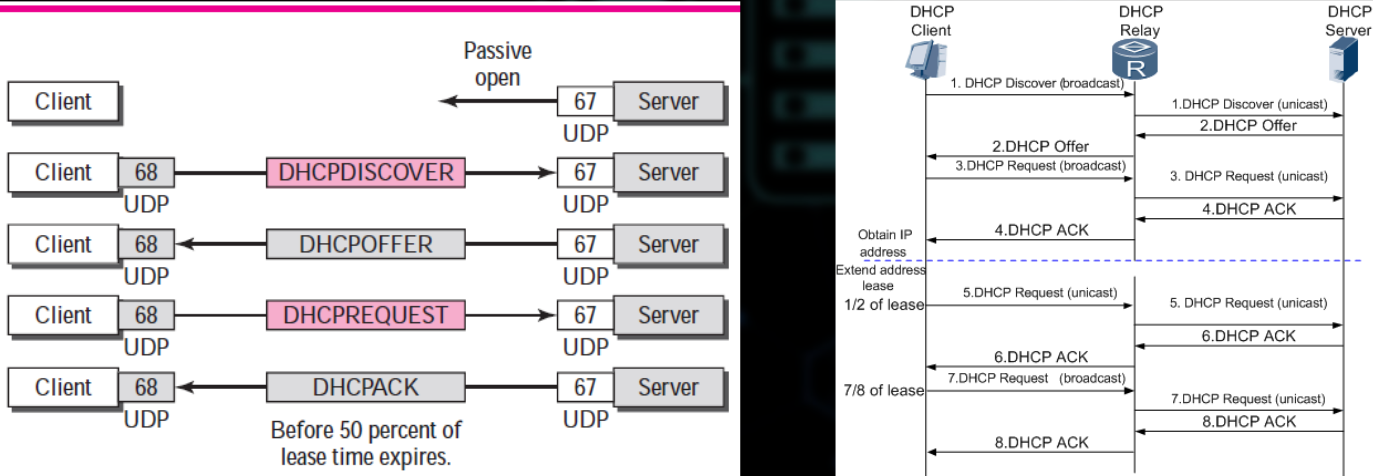 Passive
open
Client
67
Server
UDP
Client
68
DHCPDISCOVER
67
Server
UDP
UDP
Client
68
DHCPOFFER
67
Server
UDP
UDP
Client
68
DHCPREQUEST
67
Server
UDP
UDP
Client
68
DHCPACK
67
Server
UDP
UDP
Before 50 percent of
lease time expires.
DHCP
Client
DHCP
Relay
R
DHCP
Server
1. DHCP Discover (broadcast)
1.DHCP Discover (unicast)
2.DHCP Offer
2.DHCP Offer
3.DHCP Request (broadcast)
3. DHCP Request (unicast)
4.DHCP ACK
4.DHCP ACK
Obtain IP
address
Extend address
lease
1/2 of lease
5.DHCP Request (unicast)
5. DHCP Request (unicast)
6.DHCP ACK
6.DHCP ACK
7/8 of lease
7.DHCP Request (broadcast)
7.DHCP Request (unicast)
8.DHCP ACK
8.DHCP ACK